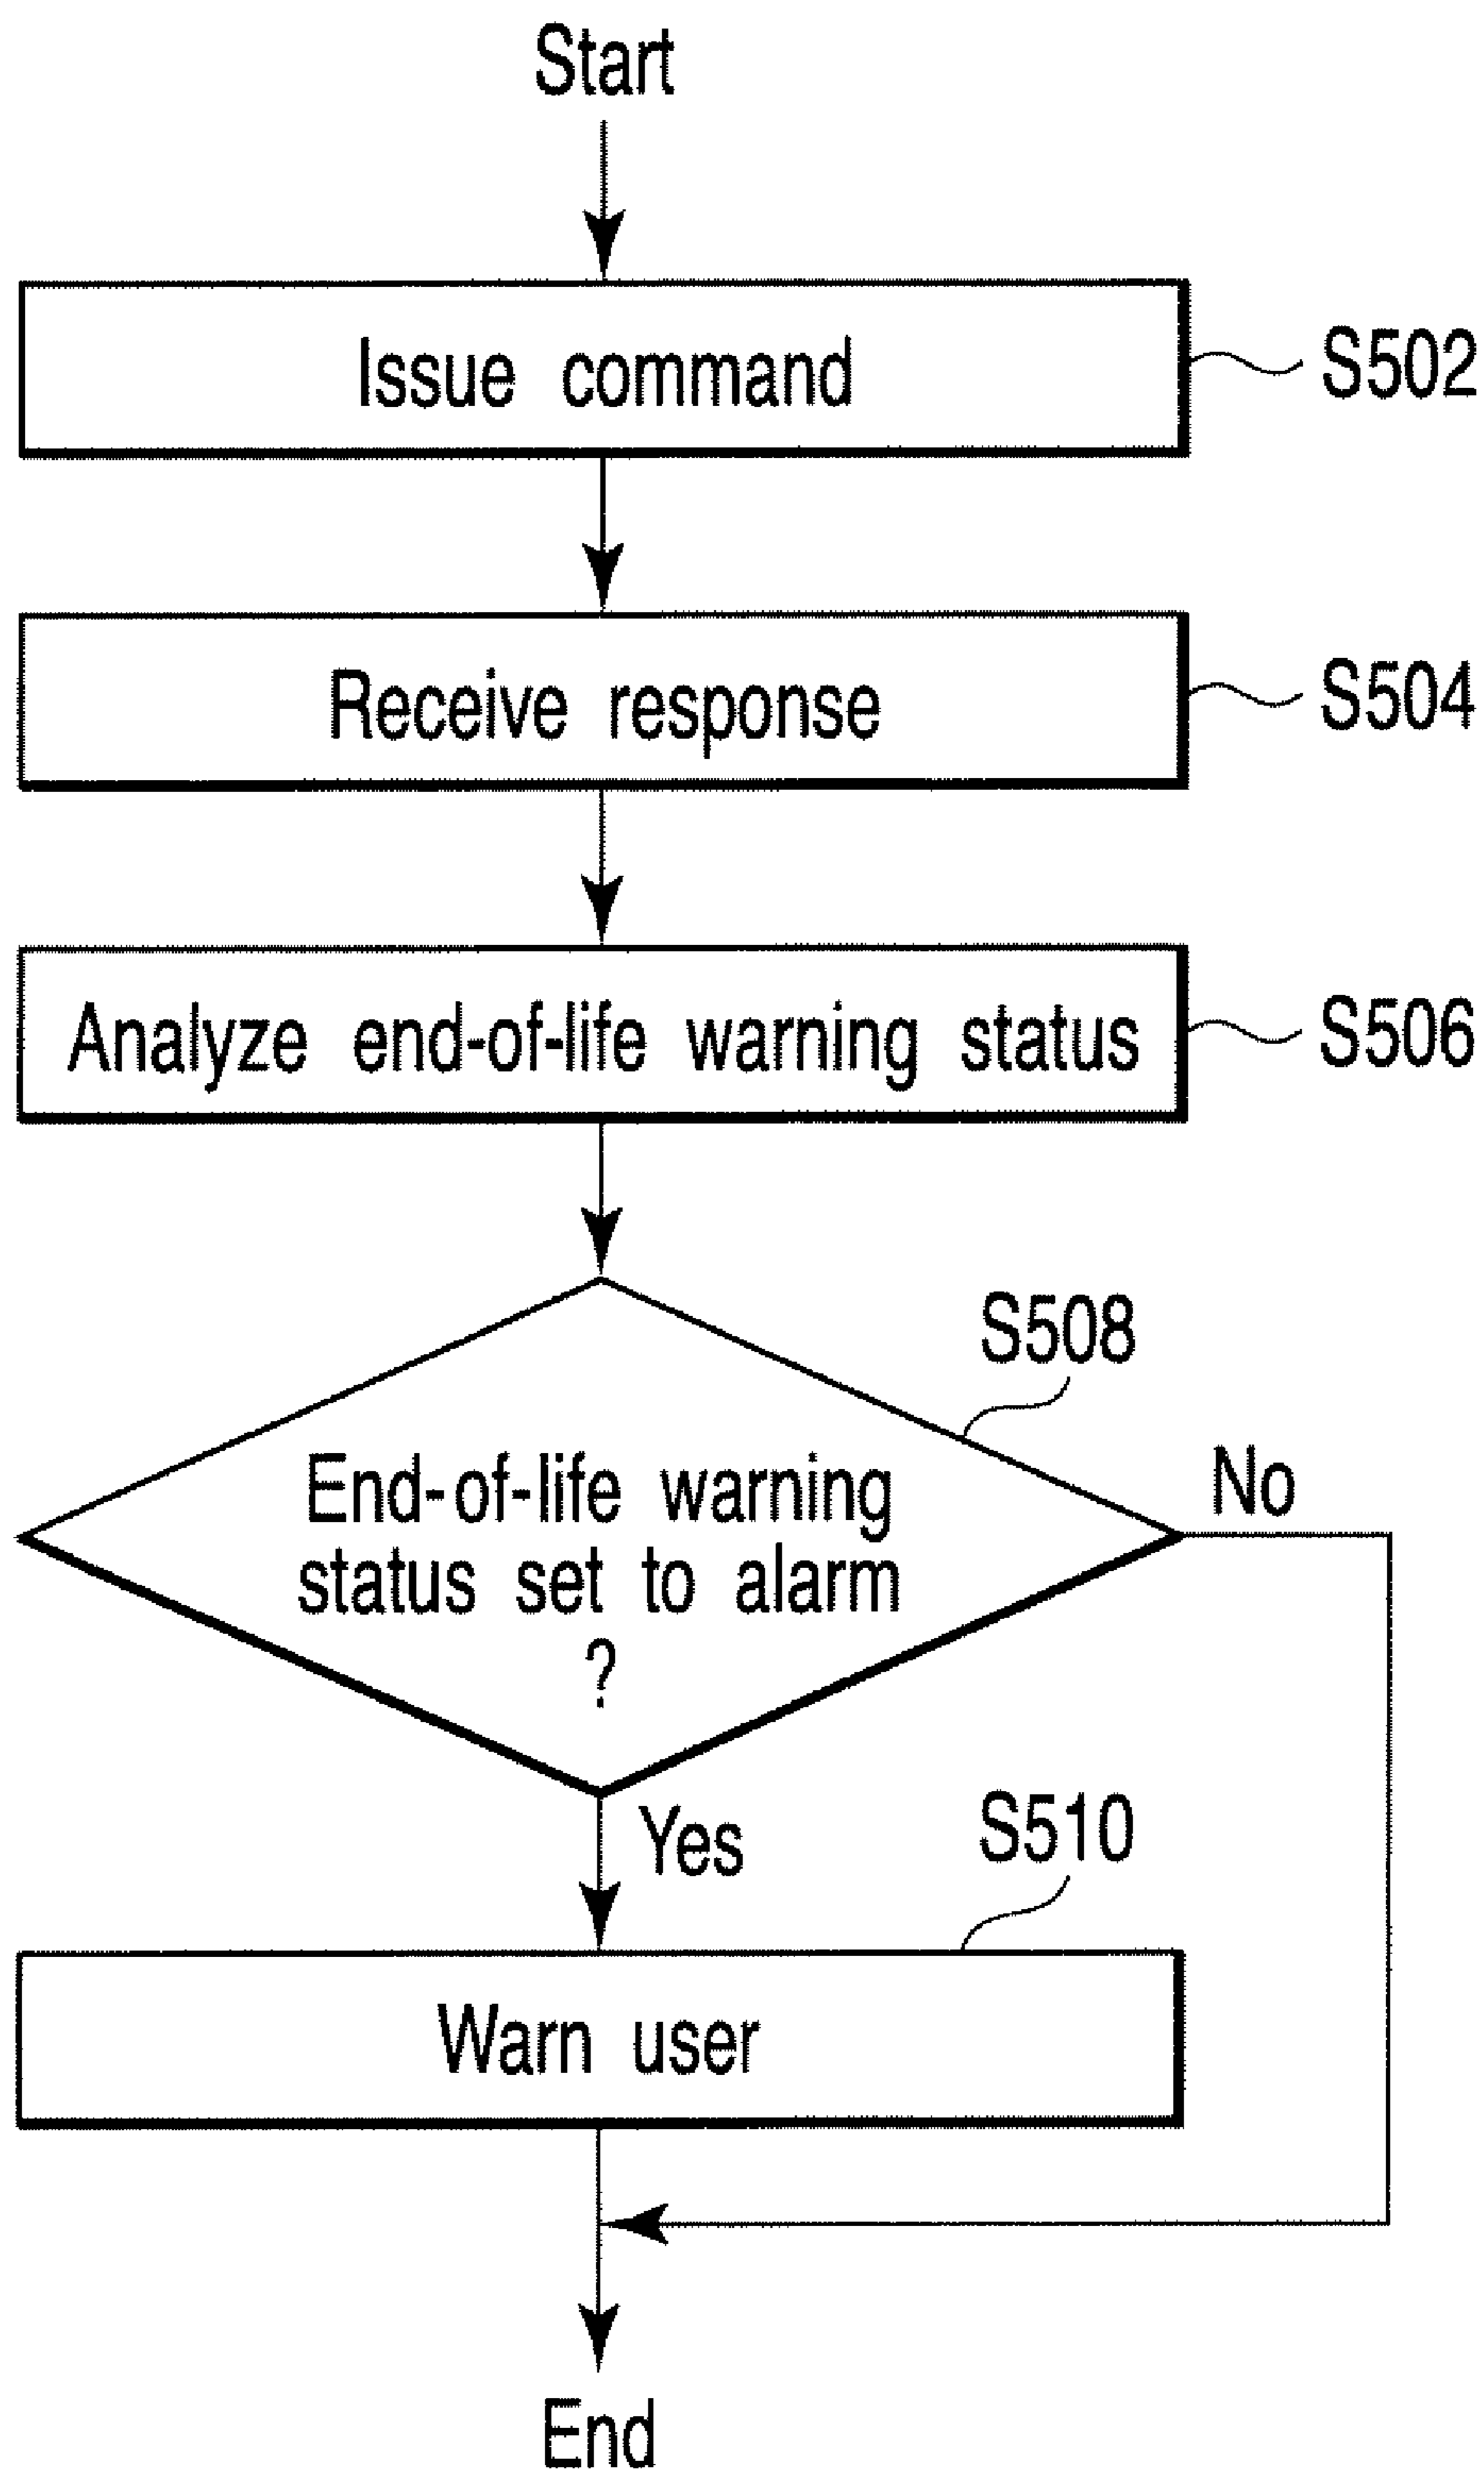 Start
Issue command
S502
Receive response
S504
Analyze end-of-life warning status
S506
S508
End-of-life warning
status set to alarm
?
No
Yes
S510
Warn user
End